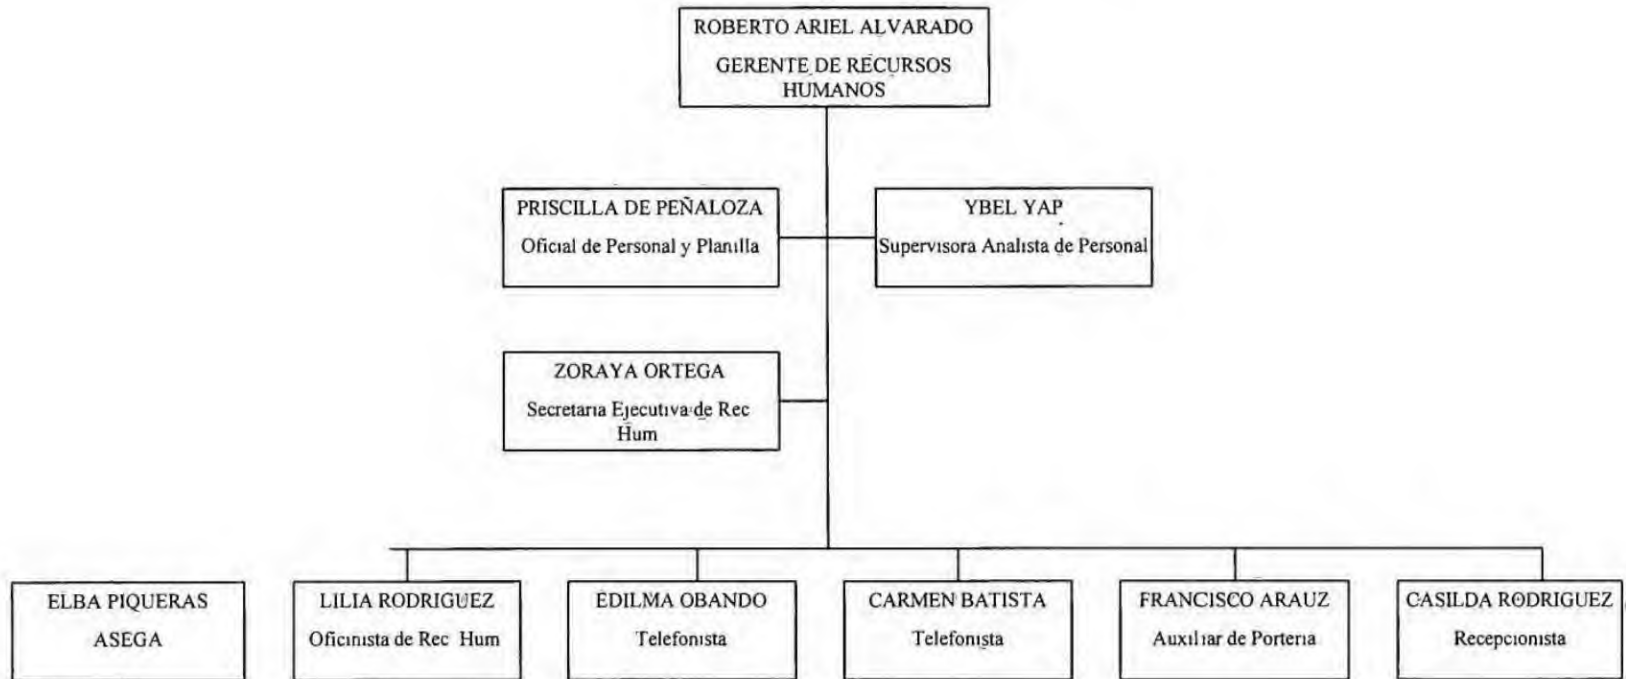 ROBERTO ARIEL ALVARADO
GERENTE DE RECURSOS
HUMANOS
PRISCILLA DE PEÑALOZA
Oficial de Personal y Planilla
YBEL YAP
Supervisora Analista de Personal
ZORAYA ORTEGA
Secretaria Ejecutiva de Rec
Hum
ELBA PIQUERAS
ASEGA
LILIA RODRIGUEZ
Oficinista de Rec Hum
EDILMA OBANDO
Telefonista
CARMEN BATISTA
Telefonista
FRANCISCO ARAUZ
Auxiliar de Porteria
CASILDA RODRIGUEZ
Recepcionista